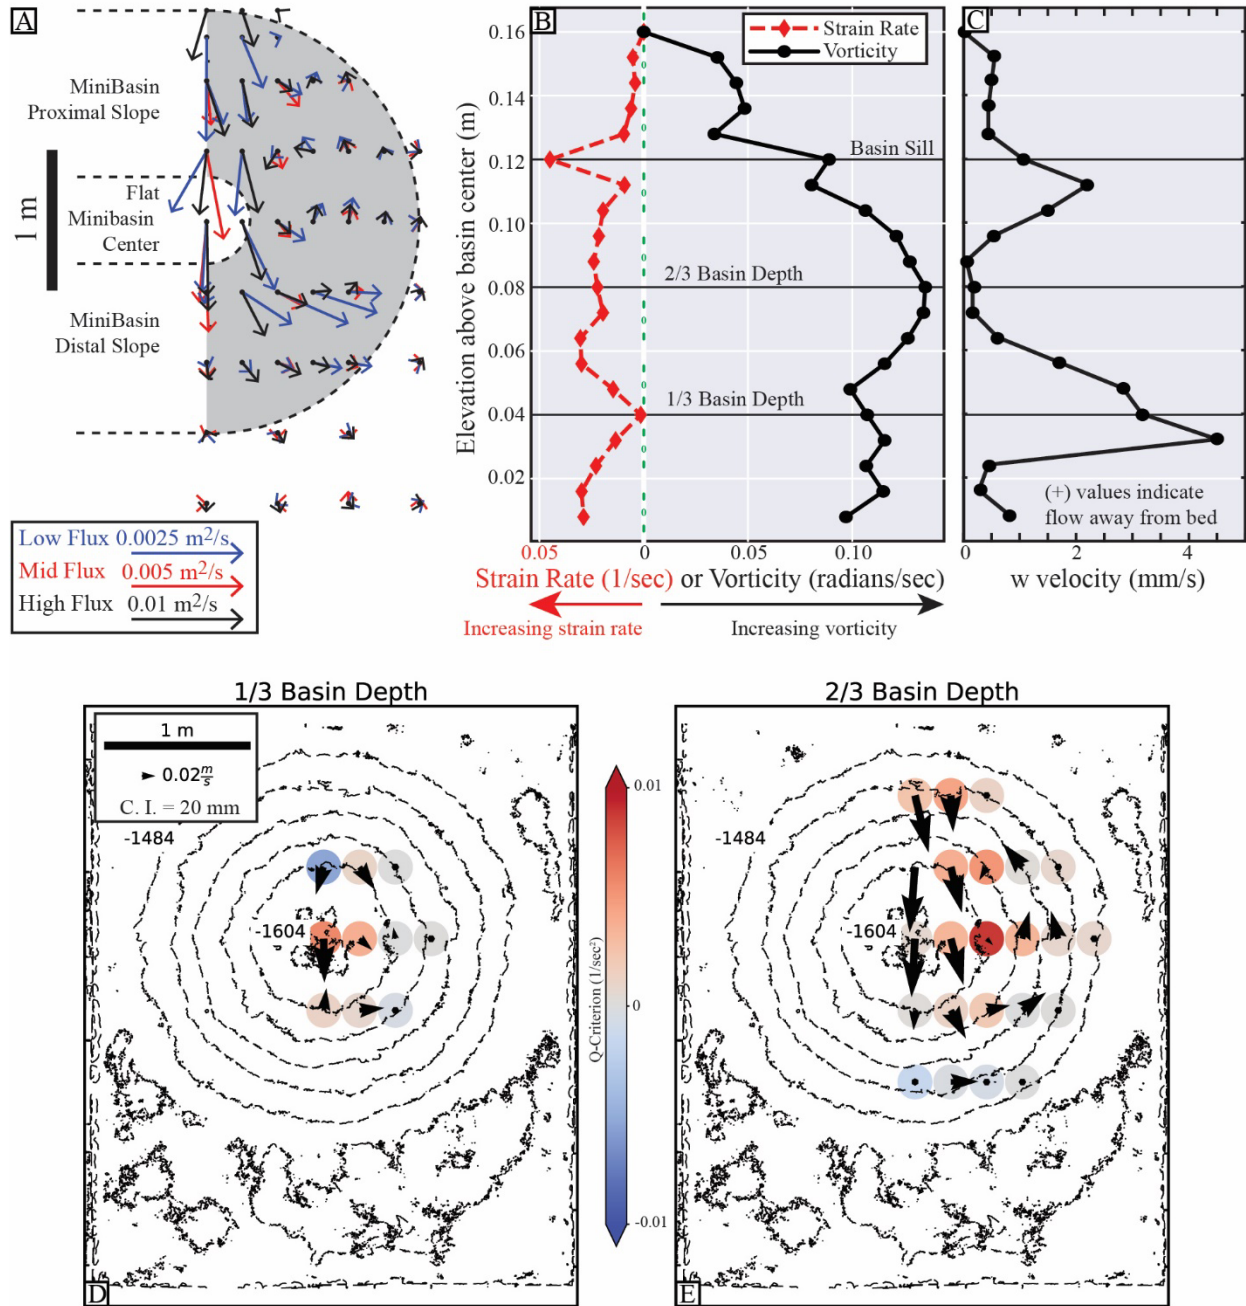 A
MiniBasin
Proximal Slope
1 m
Flat
Minibasin
Center
MiniBasin
Distal Slope
Low Flux 0.0025 m²/s
Mid Flux 0.005 m²/s
High Flux 0.01 m²/s
B
Strain Rate
Vorticity
Elevation above basin center (m)
0.16
0.14
0.12
0.10
0.08
0.06
0.04
0.02
Basin Sill
2/3 Basin Depth
1/3 Basin Depth
0.05 0 0.05 0.10
Strain Rate (1/sec) or Vorticity (radians/sec)
Increasing strain rate
Increasing vorticity
C
(+) values indicate
flow away from bed
0 2 4
w velocity (mm/s)
1/3 Basin Depth
1 m
0.02 m/s
C. I. = 20 mm
-1484
-1604
D
0.01
0
-0.01
Q-Criterion (1/sec²)
2/3 Basin Depth
-1484
-1604
E